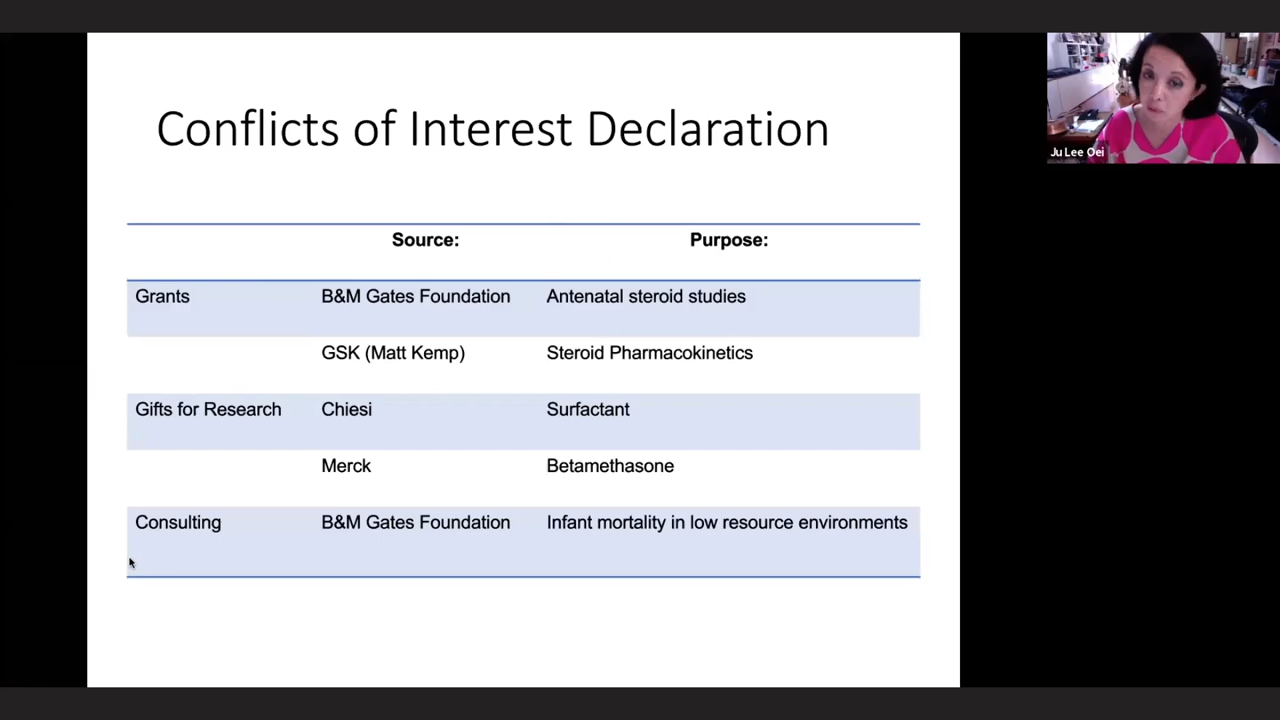 Conflicts of Interest Declaration
Source: Purpose:
Grants B&M Gates Foundation Antenatal steroid studies
GSK (Matt Kemp) Steroid Pharmacokinetics
Gifts for Research Chiesi Surfactant
Merck Betamethasone
Consulting B&M Gates Foundation Infant mortality in low resource environments
Ju Lee Oei